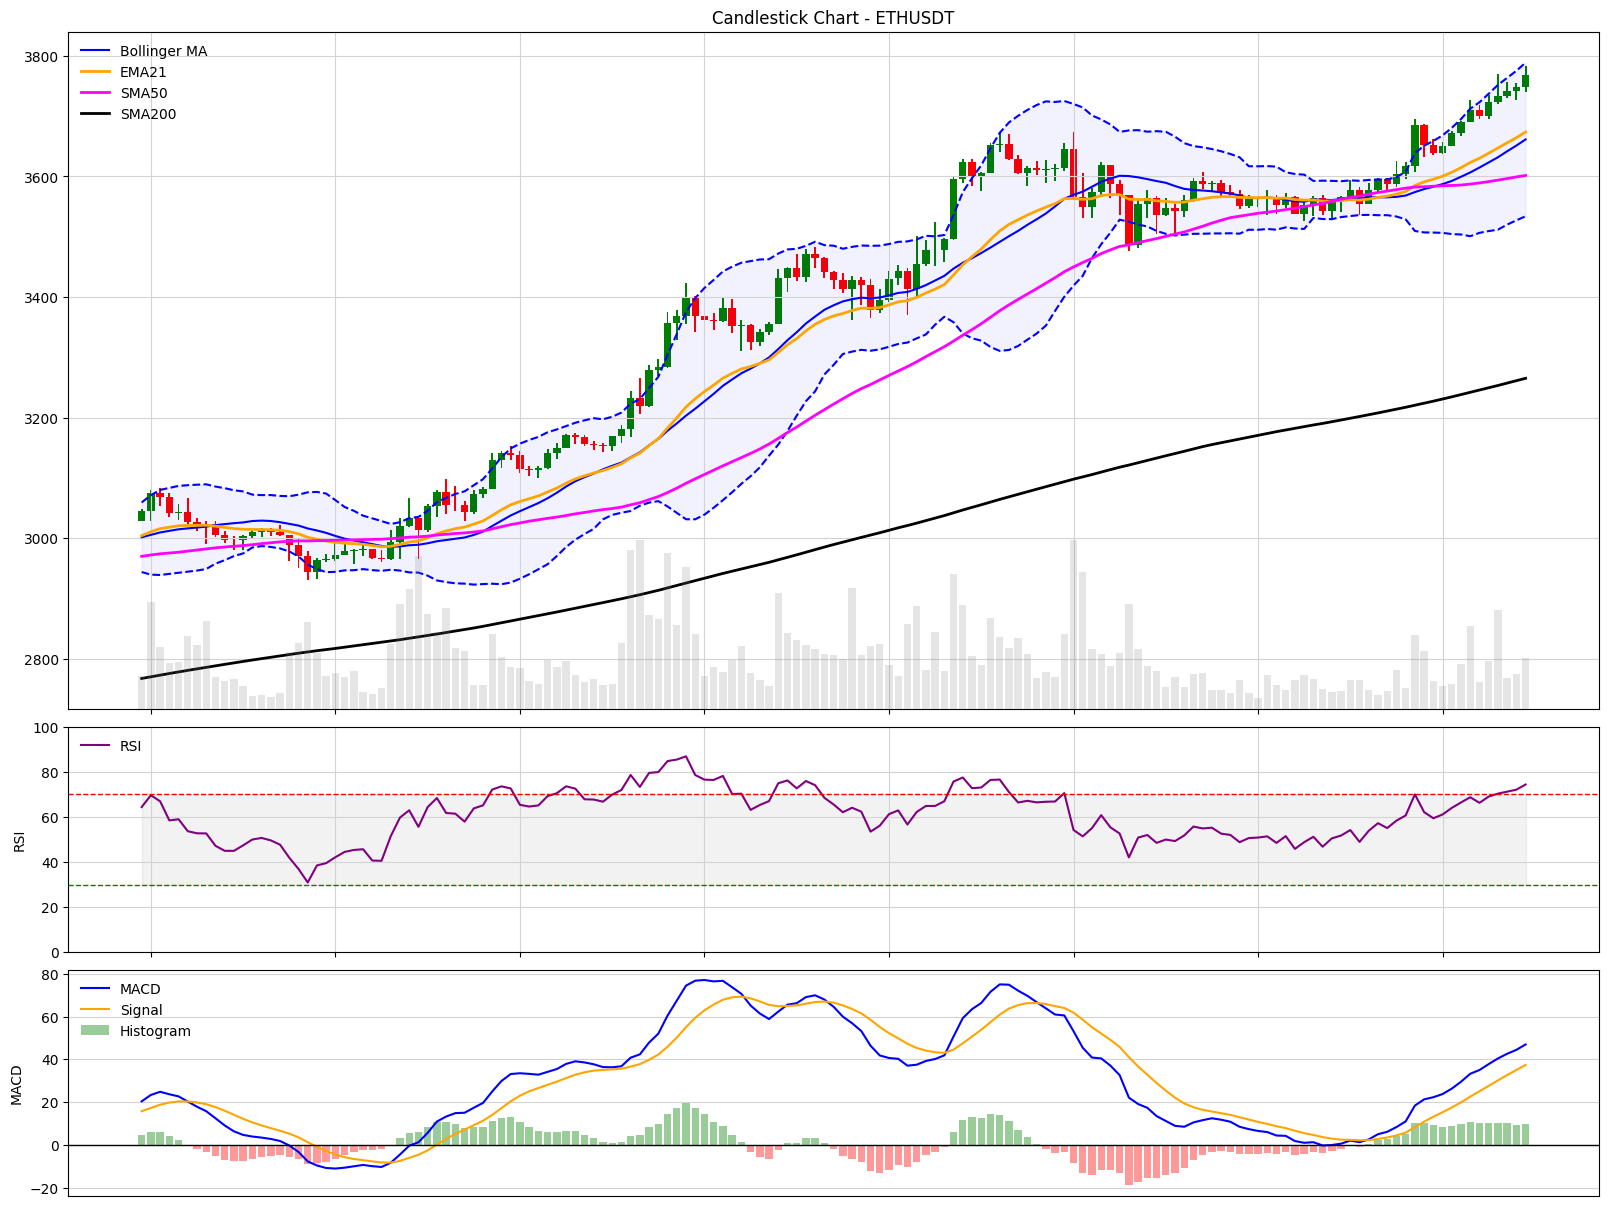 Candlestick Chart - ETHUSDT
Bollinger MA
EMA21
SMA50
SMA200
3800
3600
3400
3200
3000
2800
RSI
RSI
100
80
60
40
20
0
MACD
Signal
Histogram
MACD
80
60
40
20
0
−20